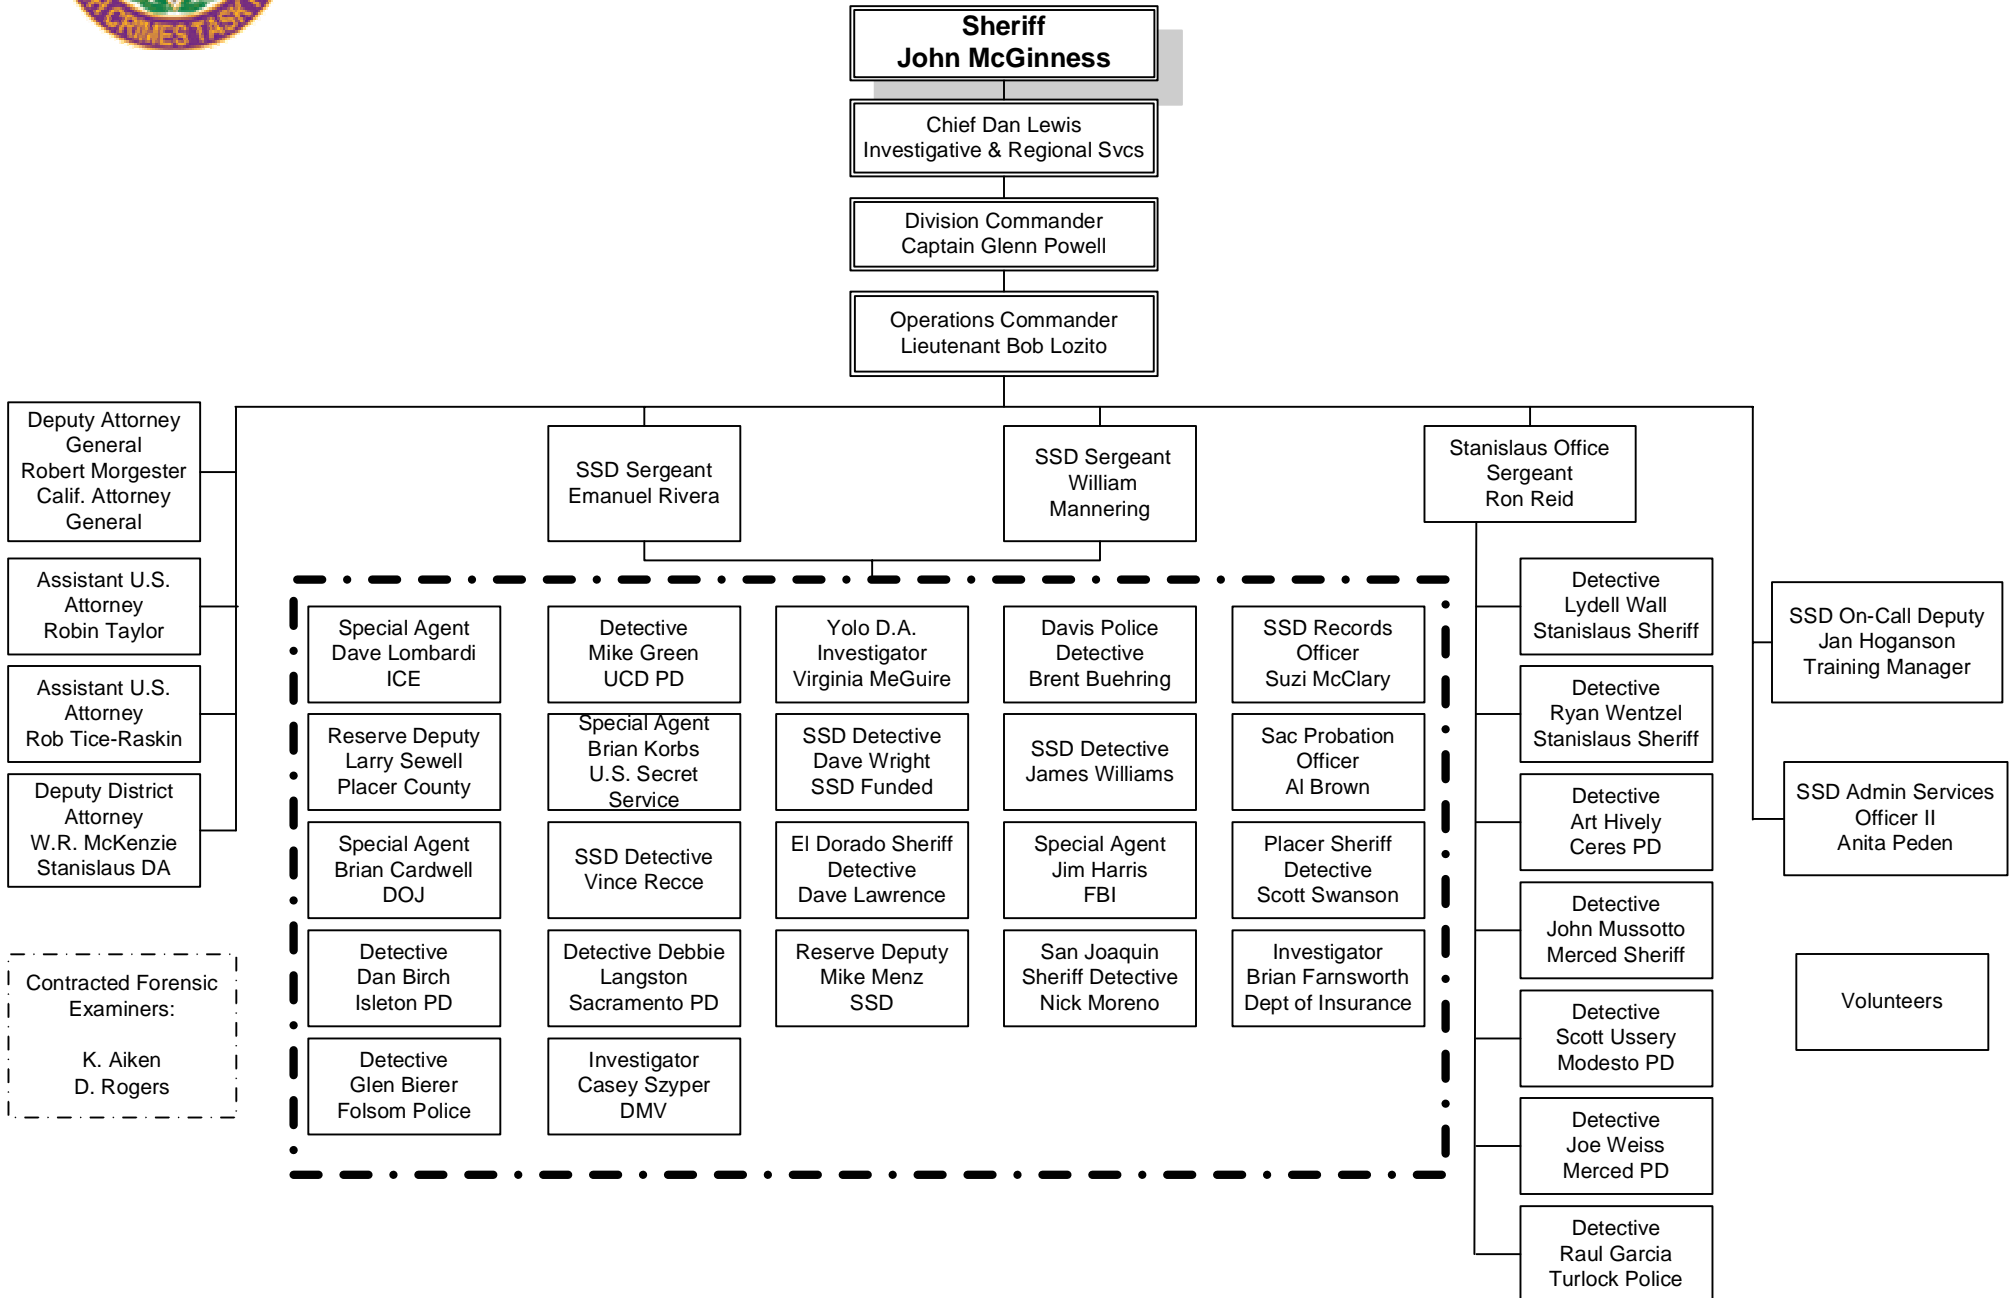 H CRIMES TASK
Sheriff
John McGinness
Chief Dan Lewis
Investigative & Regional Svcs
Division Commander
Captain Glenn Powell
Operations Commander
Lieutenant Bob Lozito
Deputy Attorney
General
Robert Morgester
Calif. Attorney
General
Assistant U.S.
Attorney
Robin Taylor
Assistant U.S.
Attorney
Rob Tice-Raskin
Deputy District
Attorney
W.R. McKenzie
Stanislaus DA
Contracted Forensic
Examiners:
K. Aiken
D. Rogers
SSD Sergeant
Emanuel Rivera
SSD Sergeant
William
Mannering
Special Agent
Dave Lombardi
ICE
Reserve Deputy
Larry Sewell
Placer County
Special Agent
Brian Cardwell
DOJ
Detective
Dan Birch
Isleton PD
Detective
Glen Bierer
Folsom Police
Detective
Mike Green
UCD PD
Special Agent
Brian Korbs
U.S. Secret
Service
SSD Detective
Vince Recce
Detective Debbie
Langston
Sacramento PD
Investigator
Casey Szyper
DMV
Yolo D.A.
Investigator
Virginia MeGuire
SSD Detective
Dave Wright
SSD Funded
El Dorado Sheriff
Detective
Dave Lawrence
Reserve Deputy
Mike Menz
SSD
Davis Police
Detective
Brent Buehring
SSD Detective
James Williams
Special Agent
Jim Harris
FBI
San Joaquin
Sheriff Detective
Nick Moreno
SSD Records
Officer
Suzi McClary
Sac Probation
Officer
Al Brown
Placer Sheriff
Detective
Scott Swanson
Investigator
Brian Farnsworth
Dept of Insurance
Stanislaus Office
Sergeant
Ron Reid
Detective
Lydell Wall
Stanislaus Sheriff
Detective
Ryan Wentzel
Stanislaus Sheriff
Detective
Art Hively
Ceres PD
Detective
John Mussotto
Merced Sheriff
Detective
Scott Ussery
Modesto PD
Detective
Joe Weiss
Merced PD
Detective
Raul Garcia
Turlock Police
SSD On-Call Deputy
Jan Hoganson
Training Manager
SSD Admin Services
Officer II
Anita Peden
Volunteers